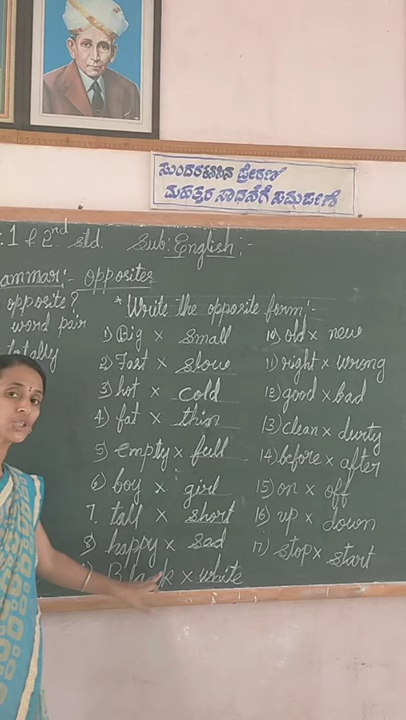 ಸುಂದರವಾದ ಪ್ರೇರಣೆ
ಮಹತ್ತರ ಸಾಧನೆಗೆ ಸಮರ್ಪಣೆ
1 & 2nd std. Sub: English:-
ammar:- opposites
opposite?
word pair
totally
* Write the opposite form:-
1) Big × small
2) Fast × slow
3) hot × cold
4) fat × thin
5) empty × full
6) boy × girl
7. tall × short
8) happy × sad
Black × white
10) old × new
11) right × wrong
12) good × bad
13) clean × durty
14) before × after
15) on × off
16) up × down
17) stop × start